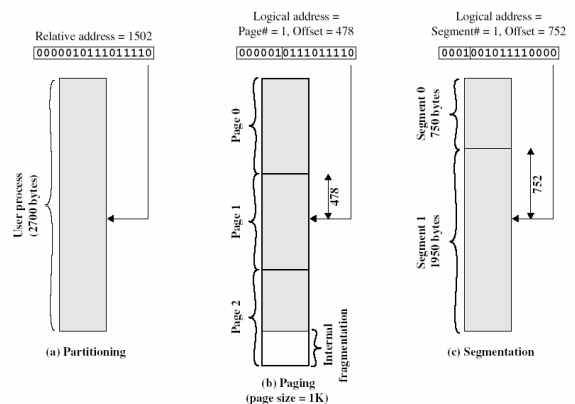 Relative address = 1502
0000010111011110
User process
(2700 bytes)
(a) Partitioning
Logical address =
Page# = 1, Offset = 478
0000010111011110
Page 0
Page 1
Page 2
478
Internal
fragmentation
(b) Paging
(page size = 1K)
Logical address =
Segment# = 1, Offset = 752
0001001011110000
Segment 0
750 bytes
Segment 1
1950 bytes
752
(c) Segmentation